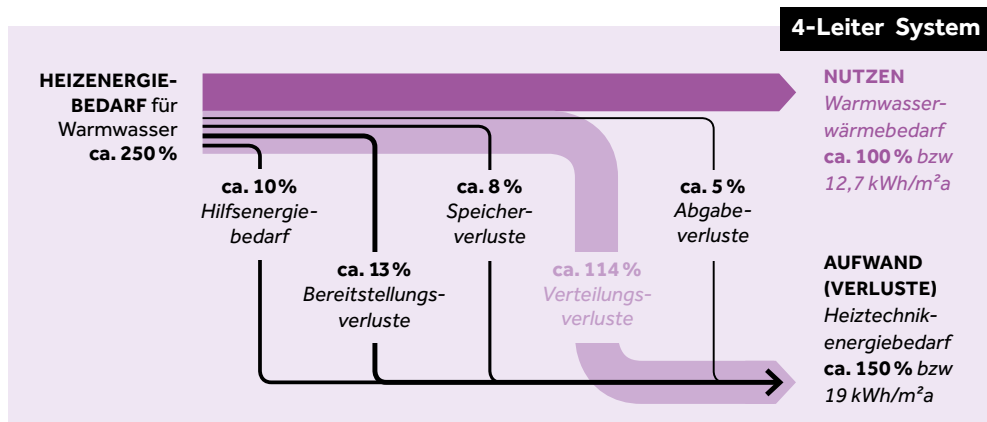 4-Leiter System
HEIZENERGIE-
BEDARF für
Warmwasser
ca. 250 %
NUTZEN
Warmwasser-
wärmebedarf
ca. 100 % bzw
12,7 kWh/m²a
ca. 10 %
Hilfsenergie-
bedarf
ca. 13 %
Bereitstellungs-
verluste
ca. 8 %
Speicher-
verluste
ca. 114 %
Verteilungs-
verluste
ca. 5 %
Abgabe-
verluste
AUFWAND
(VERLUSTE)
Heiztechnik-
energiebedarf
ca. 150 % bzw
19 kWh/m²a